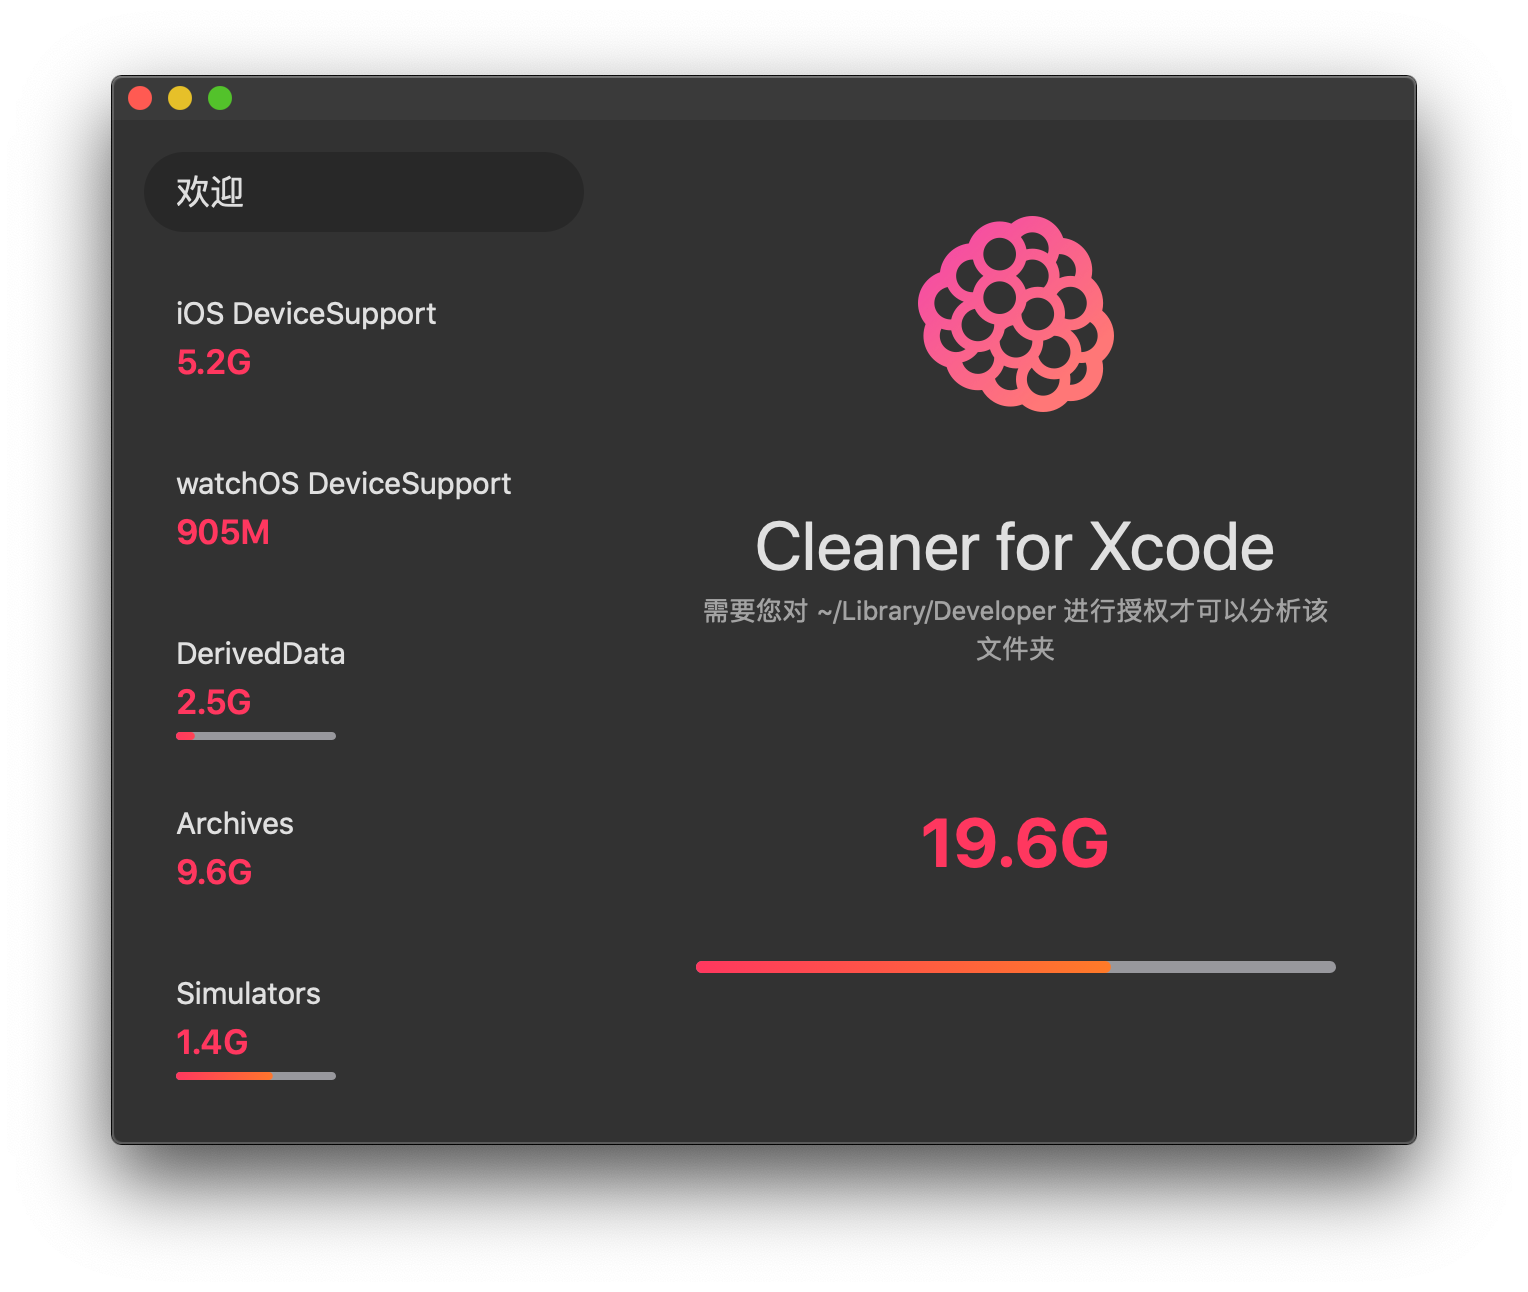 欢迎
iOS DeviceSupport
5.2G
watchOS DeviceSupport
905M
DerivedData
2.5G
Archives
9.6G
Simulators
1.4G
Cleaner for Xcode
需要您对 ~/Library/Developer 进行授权才可以分析该
文件夹
19.6G